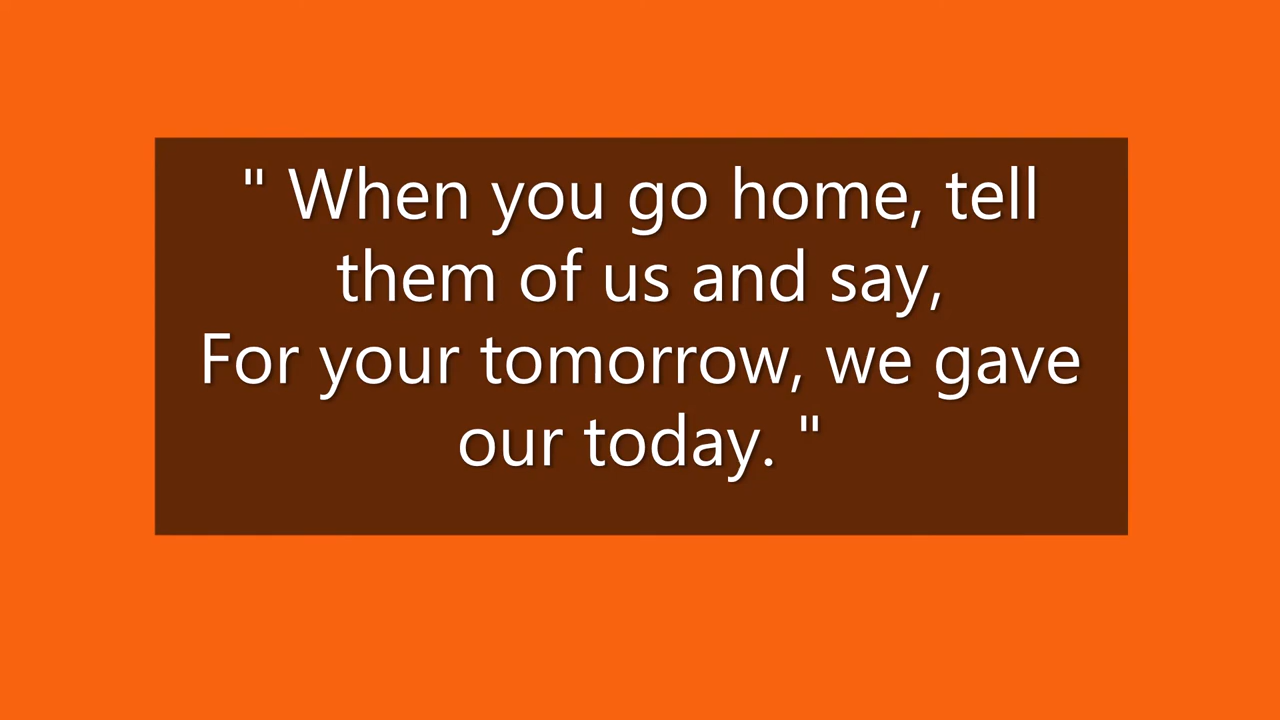 " When you go home, tell
them of us and say,
For your tomorrow, we gave
our today. "